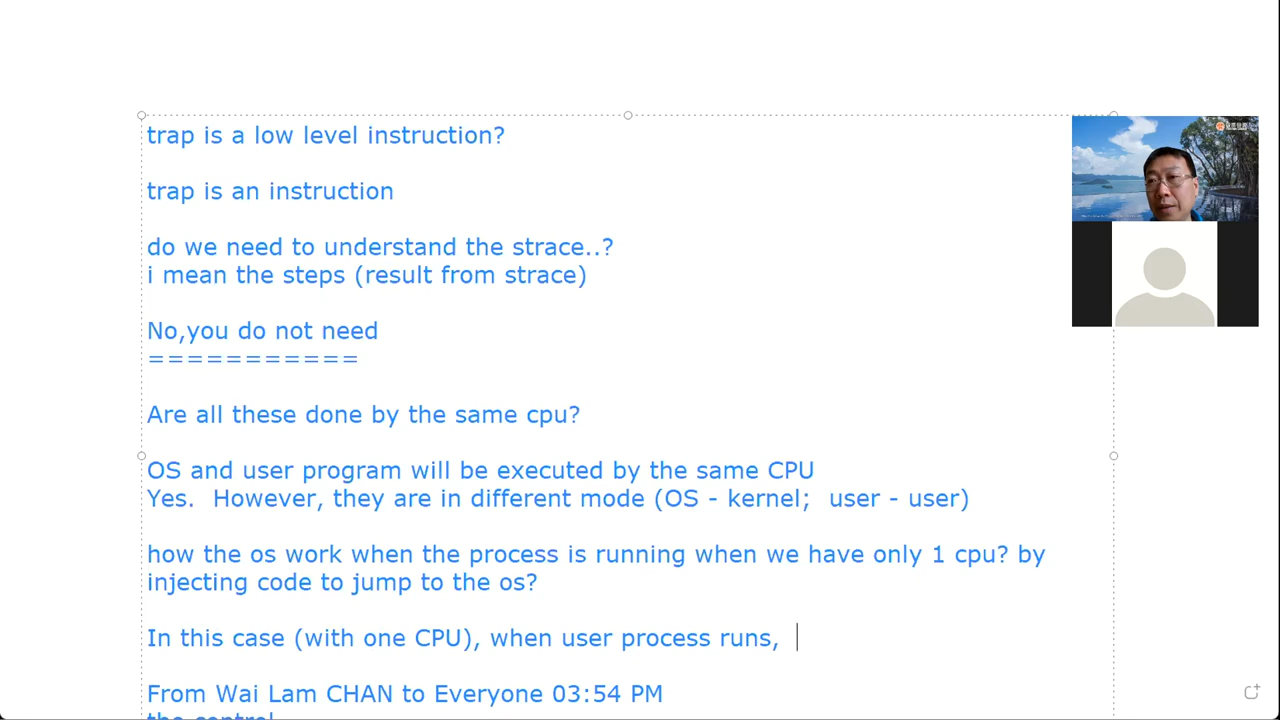 trap is a low level instruction?
trap is an instruction
do we need to understand the strace..?
i mean the steps (result from strace)
No,you do not need
===========
Are all these done by the same cpu?
OS and user program will be executed by the same CPU
Yes.  However, they are in different mode (OS - kernel;  user - user)
how the os work when the process is running when we have only 1 cpu? by
injecting code to jump to the os?
In this case (with one CPU), when user process runs,
From Wai Lam CHAN to Everyone 03:54 PM
the control